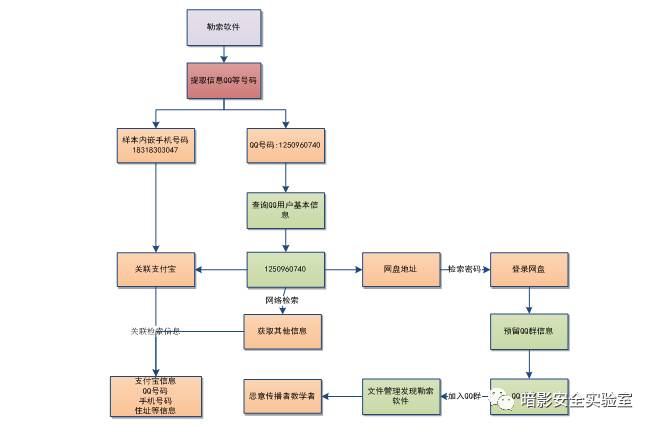 勒索软件
提取信息QQ等号码
样本内嵌手机号码
18318303047
QQ号码:1250960740
查询QQ用户基本信
息
关联支付宝
1250960740
网盘地址
检索密码
登录网盘
网络检索
关联检索信息
获取其他信息
预留QQ群信息
支付宝信息
QQ号码
手机号码
住址等信息
恶意传播者教学者
文件管理发现勒索
软件
加入QQ群
QQ
暗影安全实验室